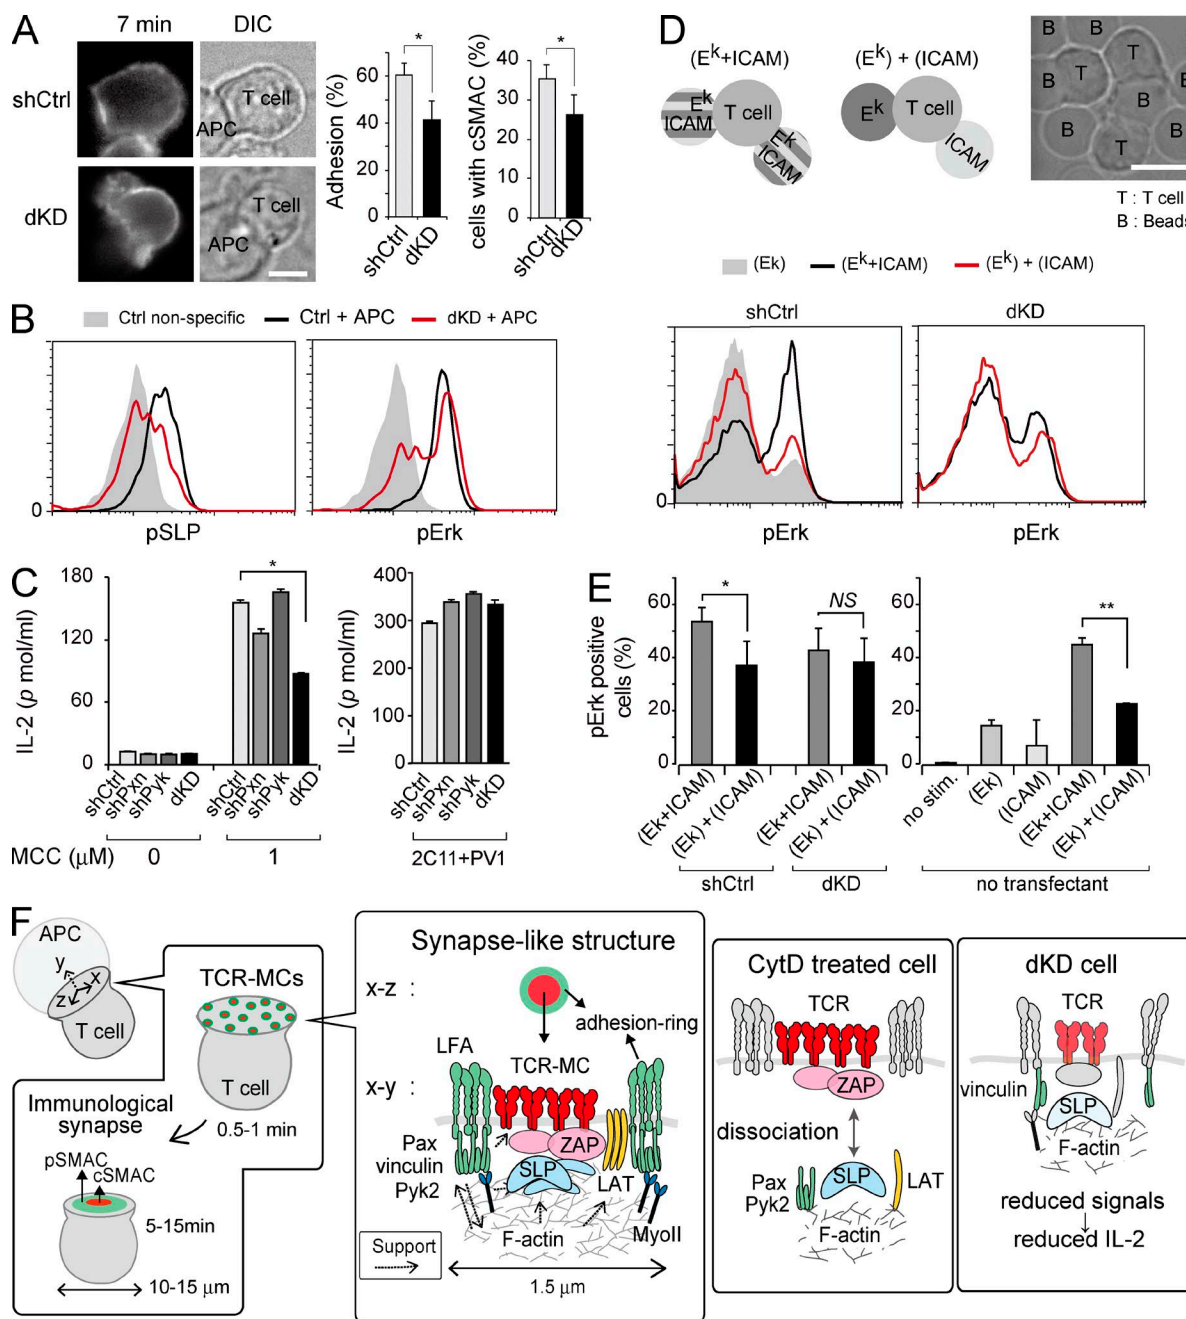 A
7 min
DIC
shCtrl
T cell
APC
dKD
T cell
APC
Adhesion (%)
80
60
40
20
0
*
shCtrl
dKD
cells with cSMAC (%)
40
30
20
10
0
*
shCtrl
dKD
D
(Ek+ICAM)
(Ek) + (ICAM)
Ek
ICAM
T cell
Ek
ICAM
Ek
T cell
ICAM
B
B
T
T
B
B
B
B
T
T : T cell
B : Beads
(Ek)
(Ek+ICAM)
(Ek) + (ICAM)
B
Ctrl non-specific
Ctrl + APC
dKD + APC
0
pSLP
pErk
shCtrl
dKD
0
pErk
pErk
C
IL-2 (p mol/ml)
180
120
60
0
*
shCtrl
shPxn
shPyk
dKD
shCtrl
shPxn
shPyk
dKD
MCC (μM)
0
1
IL-2 (p mol/ml)
400
300
200
100
0
shCtrl
shPxn
shPyk
dKD
2C11+PV1
E
pErk positive
cells (%)
60
40
20
0
*
NS
(Ek+ICAM)
(Ek) + (ICAM)
(Ek+ICAM)
(Ek) + (ICAM)
shCtrl
dKD
60
40
20
0
**
no stim.
(Ek)
(ICAM)
(Ek+ICAM)
(Ek) + (ICAM)
no transfectant
F
APC
y
x
z
T cell
TCR-MCs
T cell
0.5-1 min
Immunological
synapse
pSMAC
cSMAC
5-15min
10-15 μm
Synapse-like structure
x-z :
adhesion-ring
LFA
TCR-MC
x-y :
Pax
vinculin
Pyk2
ZAP
SLP
LAT
F-actin
MyoII
Support
1.5 μm
CytD treated cell
TCR
ZAP
dissociation
Pax
Pyk2
SLP
LAT
F-actin
dKD cell
TCR
vinculin
SLP
F-actin
reduced signals
reduced IL-2